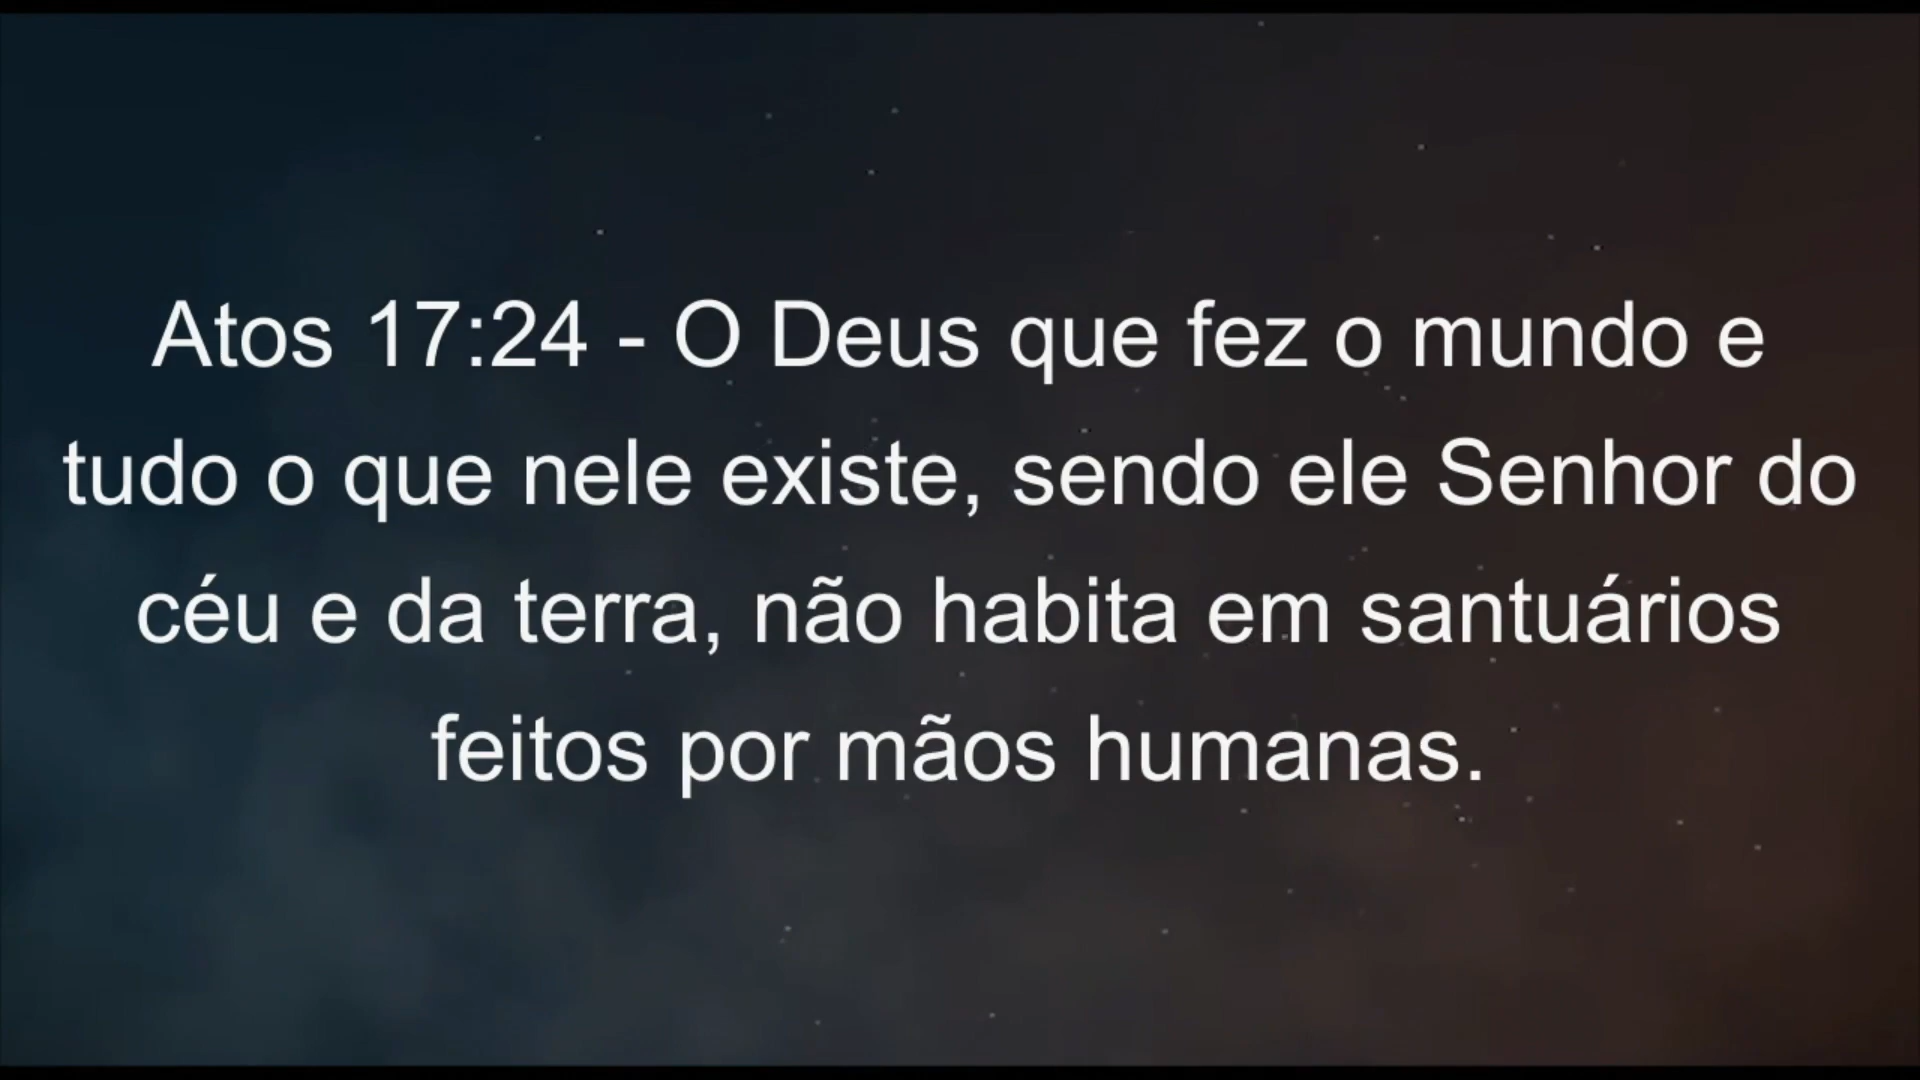 Atos 17:24 - O Deus que fez o mundo e
tudo o que nele existe, sendo ele Senhor do
céu e da terra, não habita em santuários
feitos por mãos humanas.